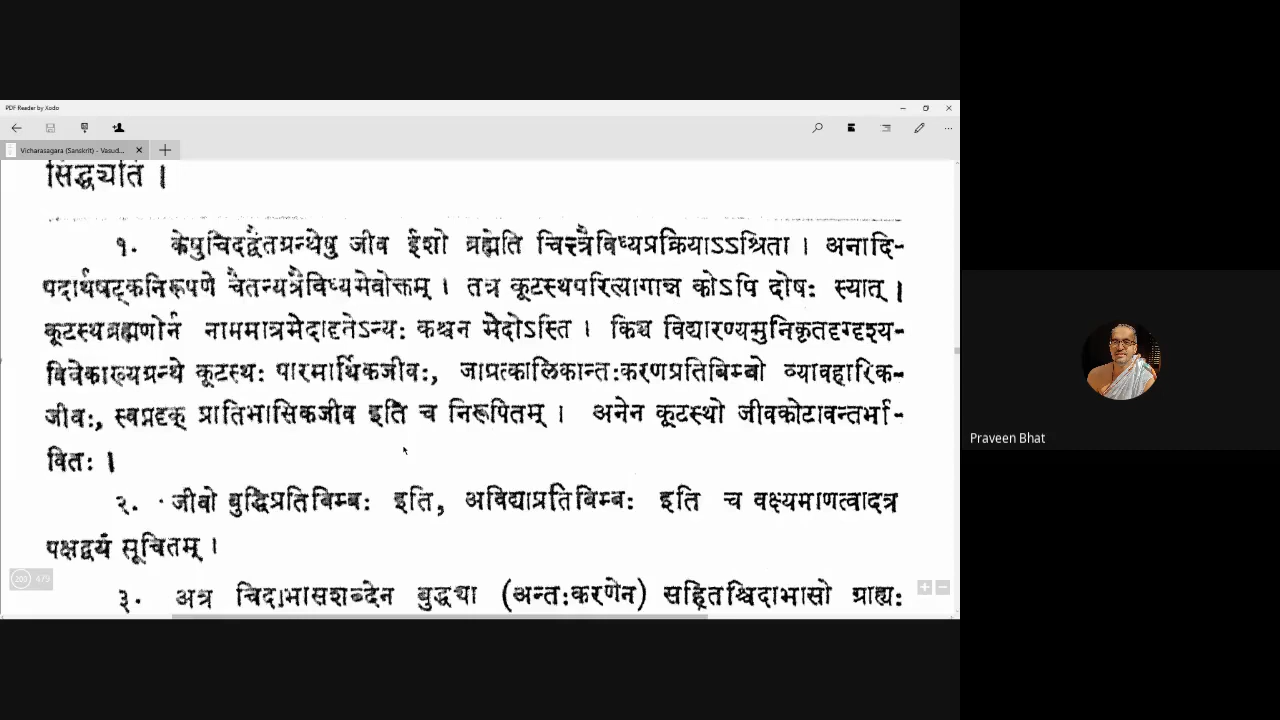 PDF Reader by Xodo
Vicharasagara (Sanskrit) - Vasud...
सिद्ध्यति ।
१. केषुचिदद्वैतग्रन्थेषु जीव ईशो ब्रह्मेति चित्त्रैविध्यप्रक्रियाऽऽश्रिता । अनादि-
पदार्थषट्कनिरूपणे चैतन्यत्रैविध्यमेवोक्तम् । तत्र कूटस्थपरित्यागान्न कोऽपि दोषः स्यात् ।
कूटस्थब्रह्मणोर्न नाममात्रभेदादृतेऽन्यः कश्चन भेदोऽस्ति । किञ्च विद्यारण्यमुनिकृतदृग्दृश्य-
विवेकाख्यग्रन्थे कूटस्थः पारमार्थिकजीवः, जाग्रत्कालिकान्तःकरणप्रतिबिम्बो व्यावहारिक-
जीवः, स्वप्नदृक् प्रातिभासिकजीव इति च निरूपितम् । अनेन कूटस्थो जीवकोटावन्तर्भा-
वितः ।
२. जीवो बुद्धिप्रतिबिम्बः इति, अविद्याप्रतिबिम्बः इति च वक्ष्यमाणत्वादत्र
पक्षद्वयं सूचितम् ।
३. अत्र चिदाभासशब्देन बुद्ध्या (अन्तःकरणेन) सहितश्चिदाभासो ग्राह्यः
200 479
Praveen Bhat